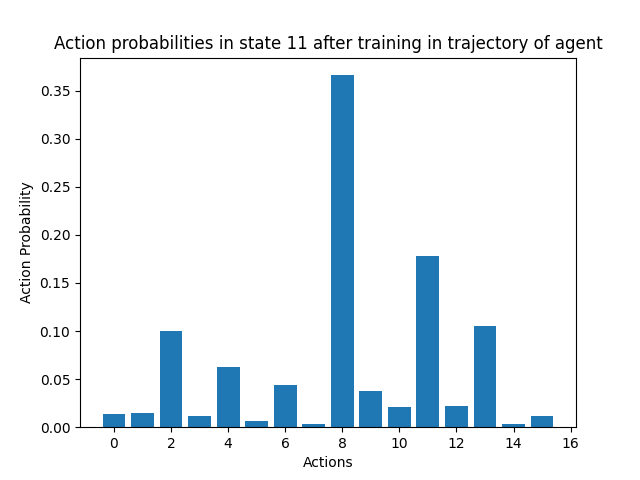 Action probabilities in state 11 after training in trajectory of agent
0.35
0.30
0.25
0.20
0.15
0.10
0.05
0.00
Action Probability
0 2 4 6 8 10 12 14 16
Actions